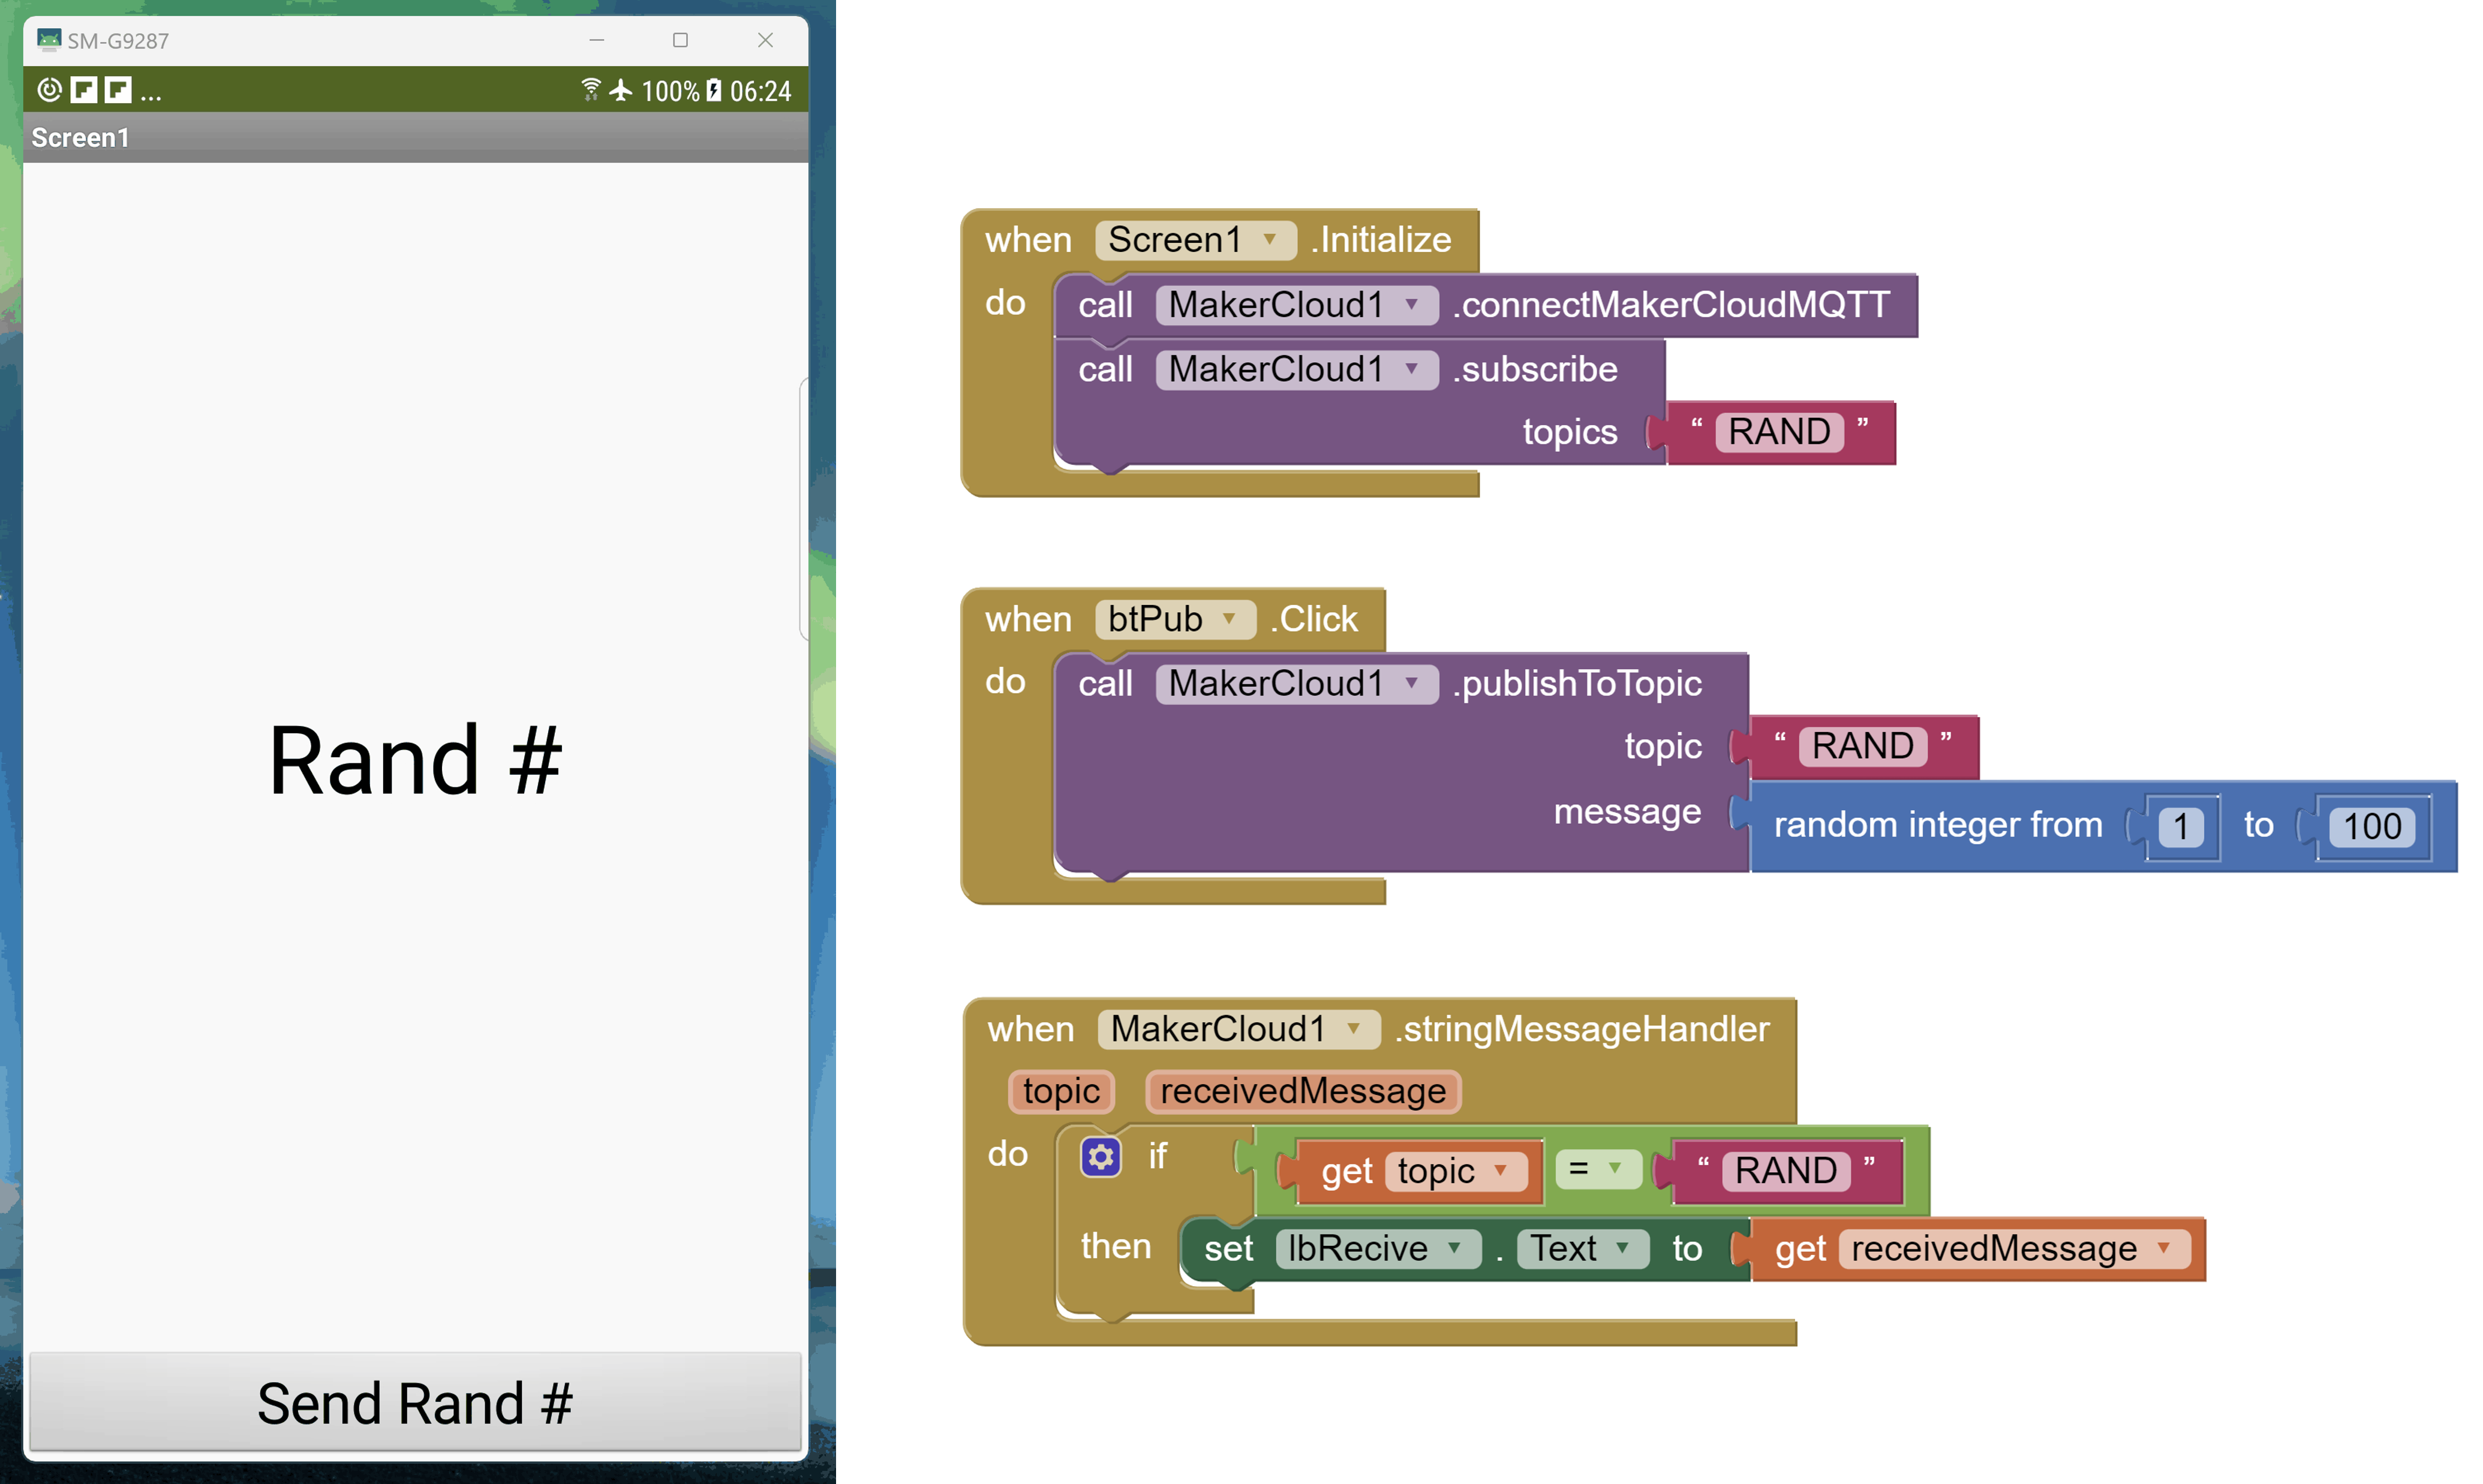 SM-G9287
... 100% 06:24
Screen1
Rand #
Send Rand #
when Screen1 .Initialize
do call MakerCloud1 .connectMakerCloudMQTT
call MakerCloud1 .subscribe
topics “ RAND ”
when btPub .Click
do call MakerCloud1 .publishToTopic
topic “ RAND ”
message random integer from 1 to 100
when MakerCloud1 .stringMessageHandler
topic receivedMessage
do if get topic = “ RAND ”
then set lbRecive . Text to get receivedMessage